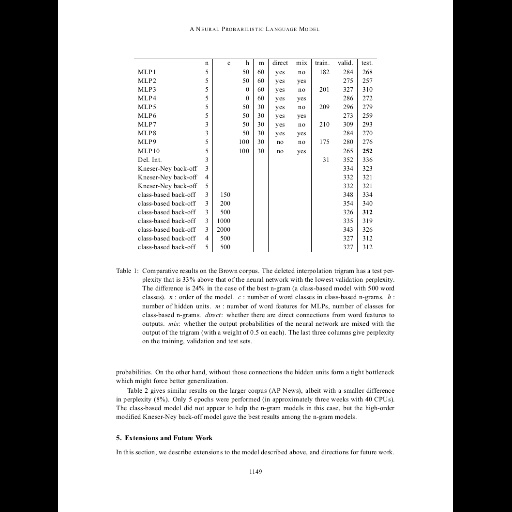 A NEURAL PROBABILISTIC LANGUAGE MODEL
n c h m direct mix train. valid. test.
MLP1 5 50 60 yes no 182 284 268
MLP2 5 50 60 yes yes 275 257
MLP3 5 0 60 yes no 201 327 310
MLP4 5 0 60 yes yes 286 272
MLP5 5 50 30 yes no 209 296 279
MLP6 5 50 30 yes yes 273 259
MLP7 3 50 30 yes no 210 309 293
MLP8 3 50 30 yes yes 284 270
MLP9 5 100 30 no no 175 280 276
MLP10 5 100 30 no yes 265 252
Del. Int. 3 31 352 336
Kneser-Ney back-off 3 334 323
Kneser-Ney back-off 4 332 321
Kneser-Ney back-off 5 332 321
class-based back-off 3 150 348 334
class-based back-off 3 200 354 340
class-based back-off 3 500 326 312
class-based back-off 3 1000 335 319
class-based back-off 3 2000 343 326
class-based back-off 4 500 327 312
class-based back-off 5 500 327 312
Table 1: Comparative results on the Brown corpus. The deleted interpolation trigram has a test per-
plexity that is 33% above that of the neural network with the lowest validation perplexity.
The difference is 24% in the case of the best n-gram (a class-based model with 500 word
classes). n : order of the model. c : number of word classes in class-based n-grams. h :
number of hidden units. m : number of word features for MLPs, number of classes for
class-based n-grams. direct: whether there are direct connections from word features to
outputs. mix: whether the output probabilities of the neural network are mixed with the
output of the trigram (with a weight of 0.5 on each). The last three columns give perplexity
on the training, validation and test sets.
probabilities. On the other hand, without those connections the hidden units form a tight bottleneck
which might force better generalization.
Table 2 gives similar results on the larger corpus (AP News), albeit with a smaller difference
in perplexity (8%). Only 5 epochs were performed (in approximately three weeks with 40 CPUs).
The class-based model did not appear to help the n-gram models in this case, but the high-order
modified Kneser-Ney back-off model gave the best results among the n-gram models.
5. Extensions and Future Work
In this section, we describe extensions to the model described above, and directions for future work.
1149